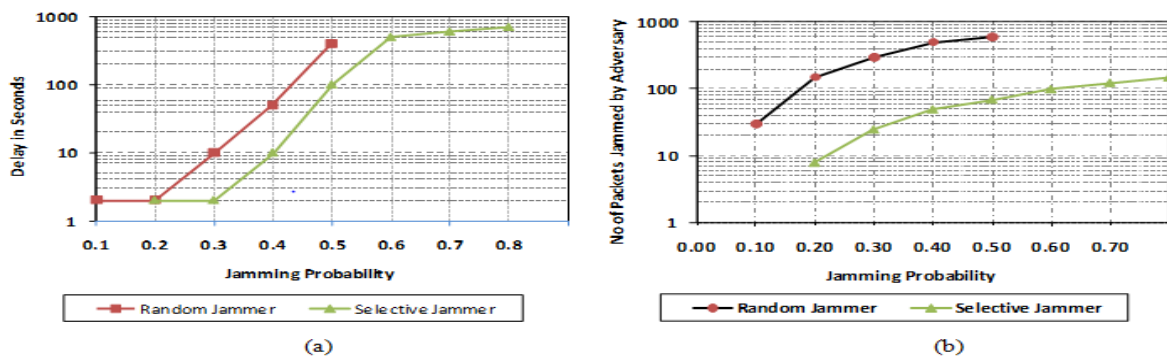 1000
100
10
1
Delay in Seconds
0.1 0.2 0.3 0.4 0.5 0.6 0.7 0.8
Jamming Probability
Random Jammer Selective Jammer
(a)
1000
100
10
1
No of Packets Jammed by Adversary
0.00 0.10 0.20 0.30 0.40 0.50 0.60 0.70
Jamming Probability
Random Jammer Selective Jammer
(b)